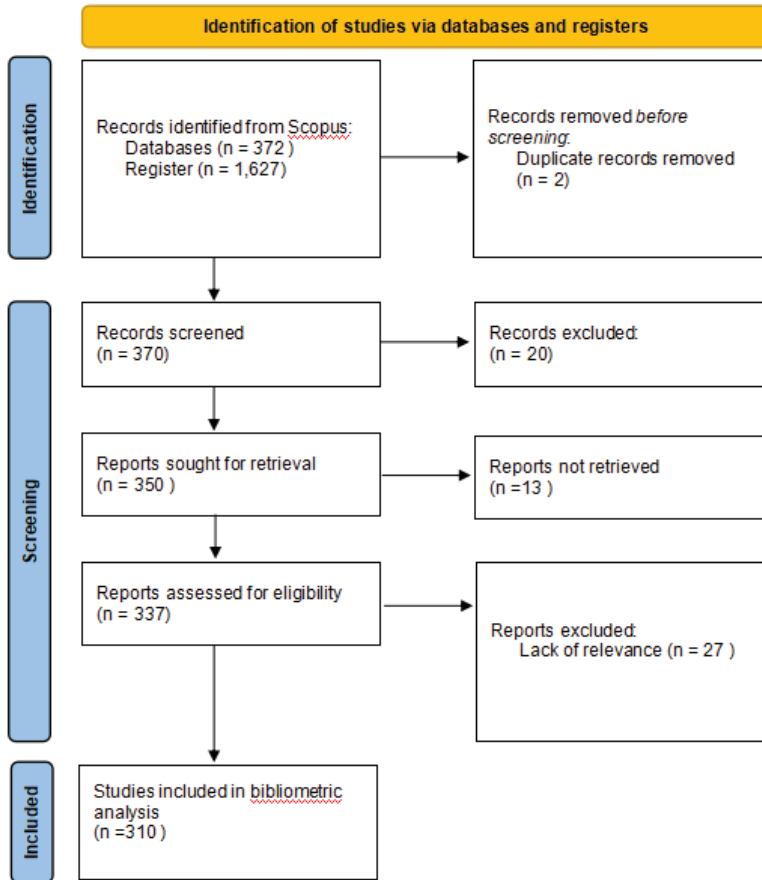 Identification of studies via databases and registers
Identification
Records identified from Scopus:
Databases (n = 372 )
Register (n = 1,627)
Records removed before
screening:
Duplicate records removed
(n = 2)
Screening
Records screened
(n = 370)
Records excluded:
(n = 20)
Reports sought for retrieval
(n = 350 )
Reports not retrieved
(n =13 )
Reports assessed for eligibility
(n = 337)
Reports excluded:
Lack of relevance (n = 27 )
Included
Studies included in bibliometric
analysis
(n =310 )